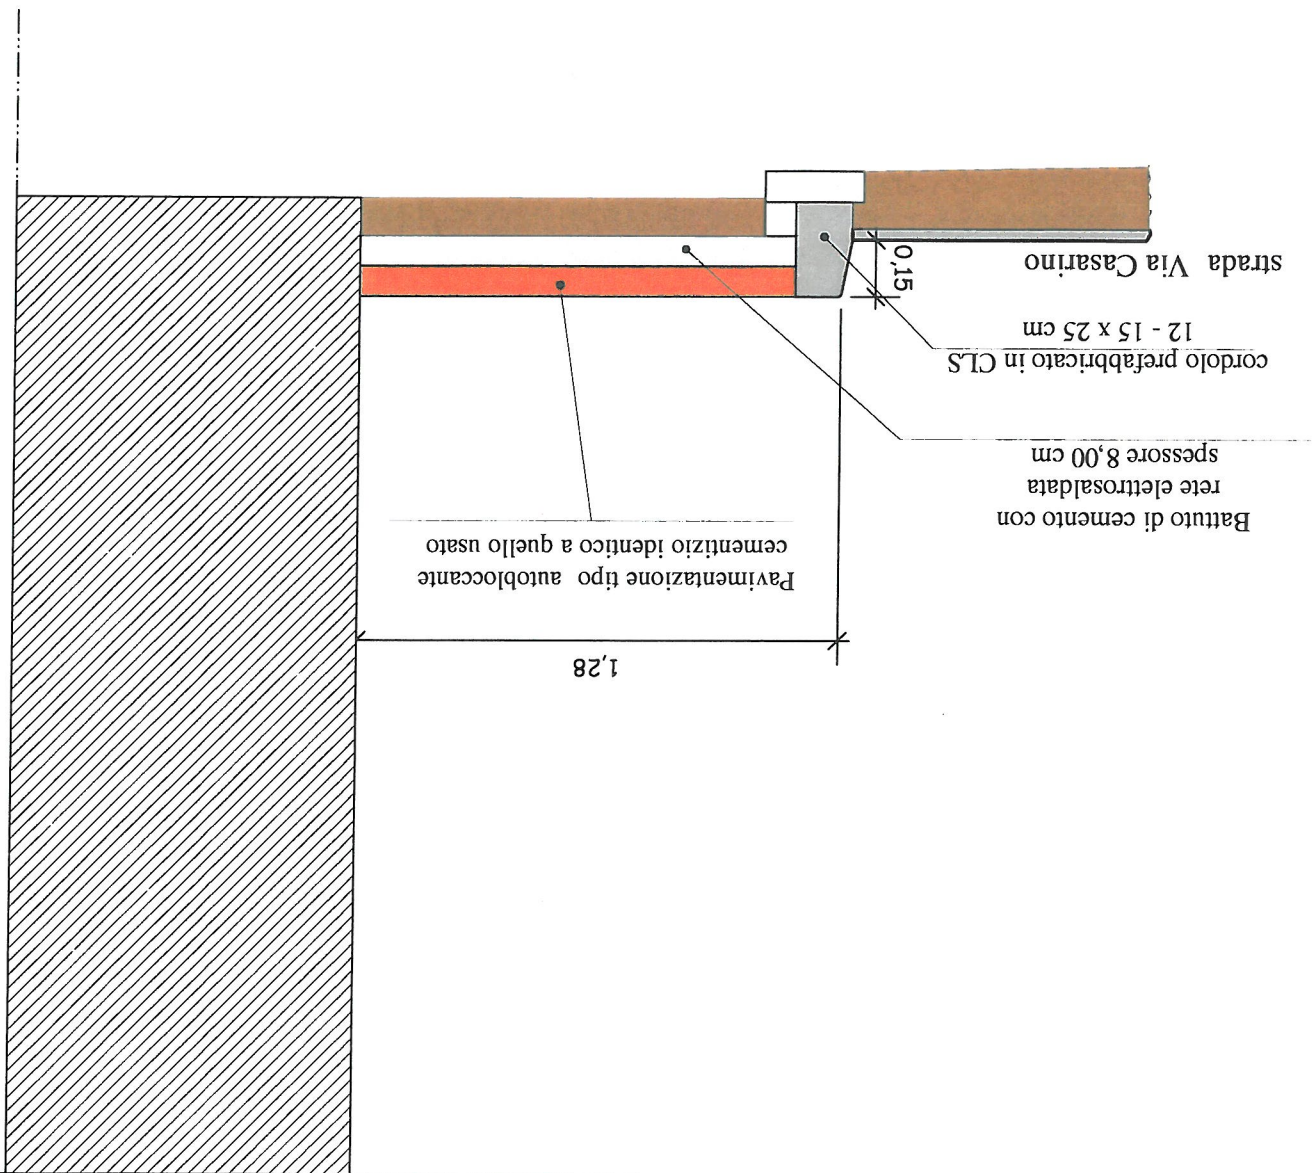 1,28
Pavimentazione tipo autobloccante
cementizio identico a quello usato
Battuto di cemento con
rete elettrosaldata
spessore 8,00 cm
cordolo prefabbricato in CLS
12 - 15 x 25 cm
strada Via Casarino
0,15